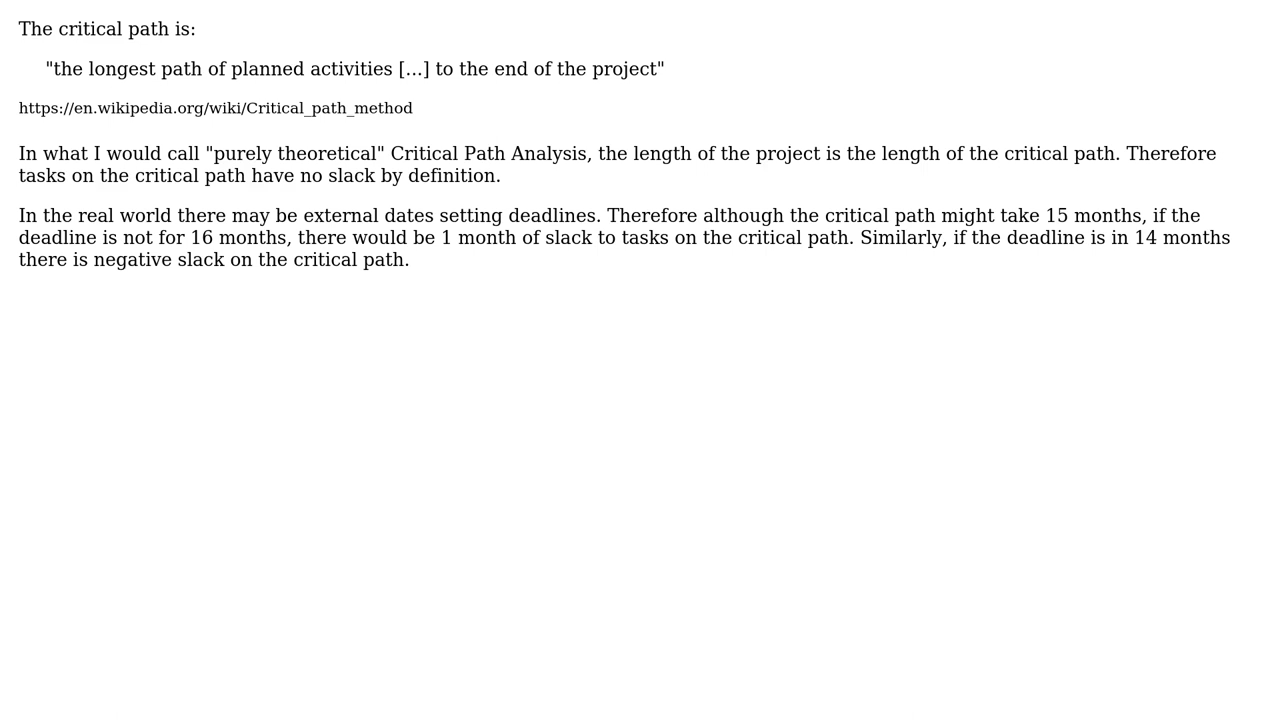 The critical path is:
"the longest path of planned activities [...] to the end of the project"
https://en.wikipedia.org/wiki/Critical_path_method
In what I would call "purely theoretical" Critical Path Analysis, the length of the project is the length of the critical path. Therefore
tasks on the critical path have no slack by definition.
In the real world there may be external dates setting deadlines. Therefore although the critical path might take 15 months, if the
deadline is not for 16 months, there would be 1 month of slack to tasks on the critical path. Similarly, if the deadline is in 14 months
there is negative slack on the critical path.